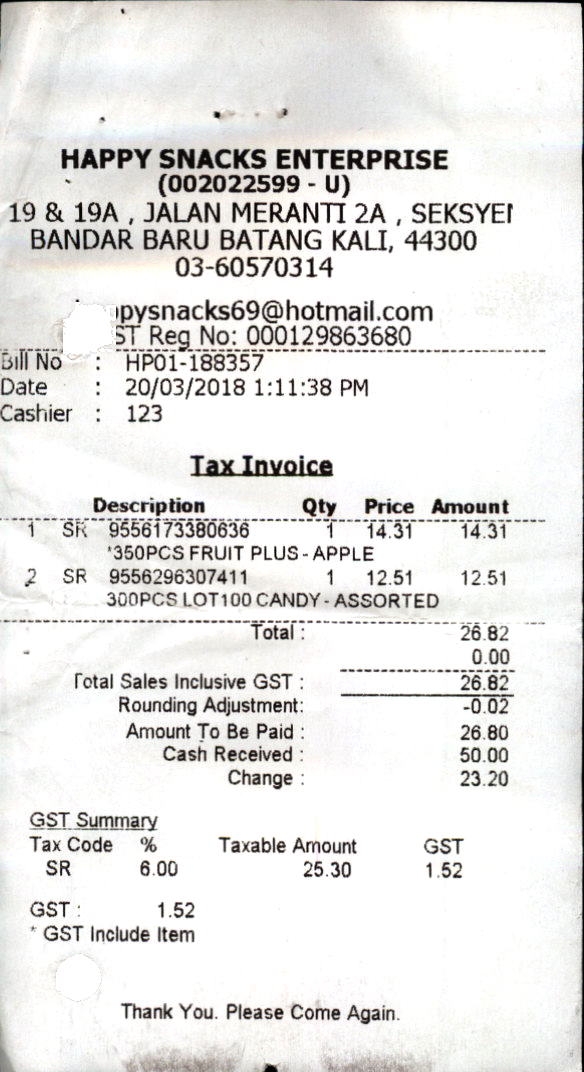 HAPPY SNACKS ENTERPRISE
(002022599 - U)
19 & 19A , JALAN MERANTI 2A , SEKSYE
BANDAR BARU BATANG KALI, 44300
03-60570314
ppysnacks69@hotmail.com
ST Reg No: 000129863680
Bill No : HP01-188357
Date : 20/03/2018 1:11:38 PM
Cashier : 123
Tax Invoice
Description Qty Price Amount
1 SR 9556173380636 1 14.31 14.31
*350PCS FRUIT PLUS - APPLE
2 SR 9556296307411 1 12.51 12.51
300PCS LOT100 CANDY - ASSORTED
Total : 26.82
0.00
Total Sales Inclusive GST : 26.82
Rounding Adjustment: -0.02
Amount To Be Paid : 26.80
Cash Received : 50.00
Change : 23.20
GST Summary
Tax Code % Taxable Amount GST
SR 6.00 25.30 1.52
GST : 1.52
* GST Include Item
Thank You. Please Come Again.